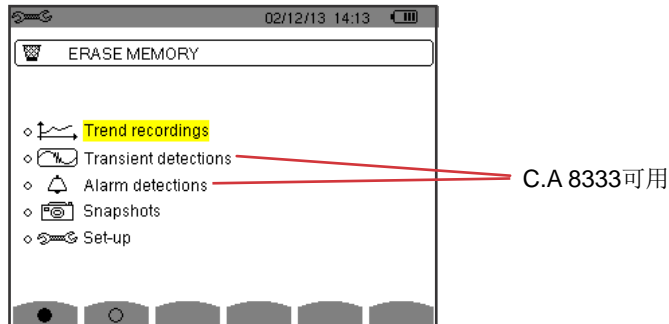 02/12/13 14:13
ERASE MEMORY
Trend recordings
Transient detections
Alarm detections
C.A 8333可用
Snapshots
Set-up